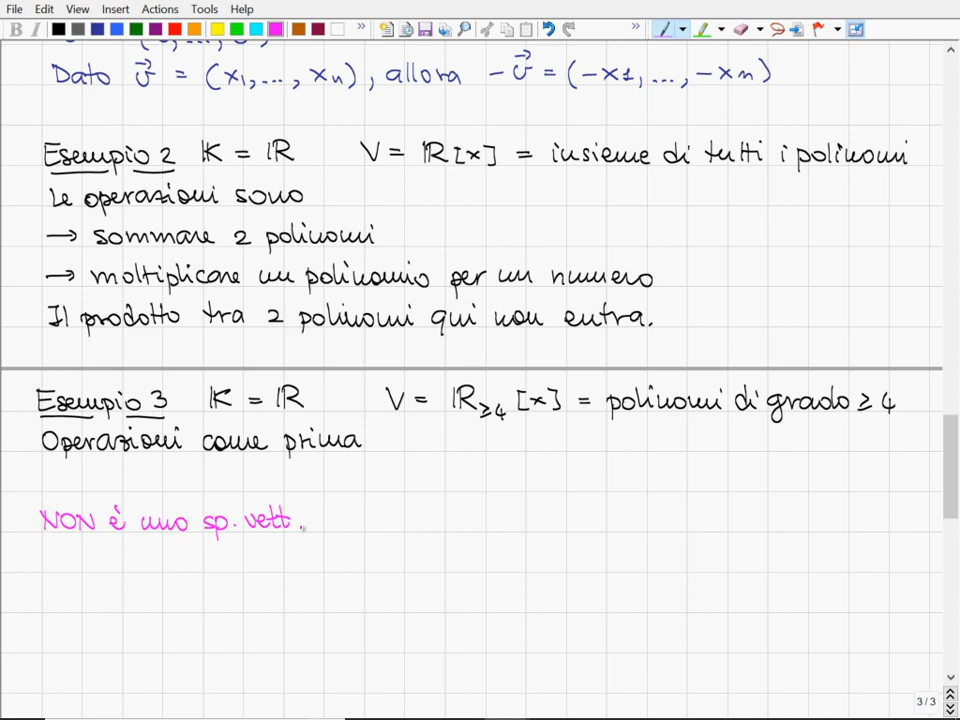 File Edit View Insert Actions Tools Help
Dato v⃗ = (x1,..., xn), allora -v⃗ = (-x1,..., -xn)
Esempio 2 K = ℝ V = ℝ[x] = insieme di tutti i polinomi
Le operazioni sono
→ sommare 2 polinomi
→ moltiplicare un polinomio per un numero
Il prodotto tra 2 polinomi qui non entra.
Esempio 3 K = ℝ V = ℝ≥4 [x] = polinomi di grado ≥ 4
Operazioni come prima
NON è uno sp. vett.
3 / 3